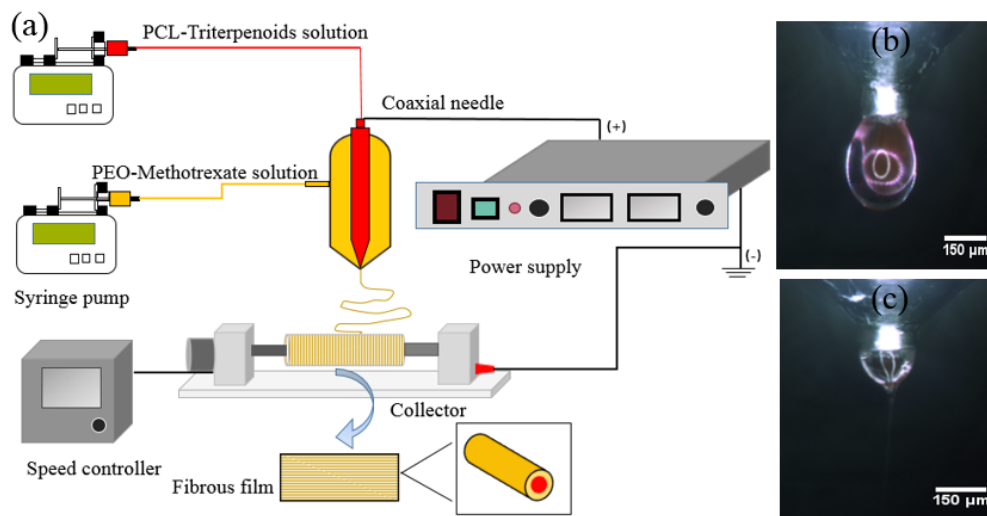 (a)
PCL-Triterpenoids solution
Coaxial needle
(+)
PEO-Methotrexate solution
Power supply
(-)
Syringe pump
Collector
Speed controller
Fibrous film
(b)
150 µm
(c)
150 µm